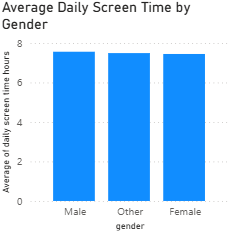 Average Daily Screen Time by
Gender
Average of daily screen time hours
8
6
4
2
0
Male Other Female
gender